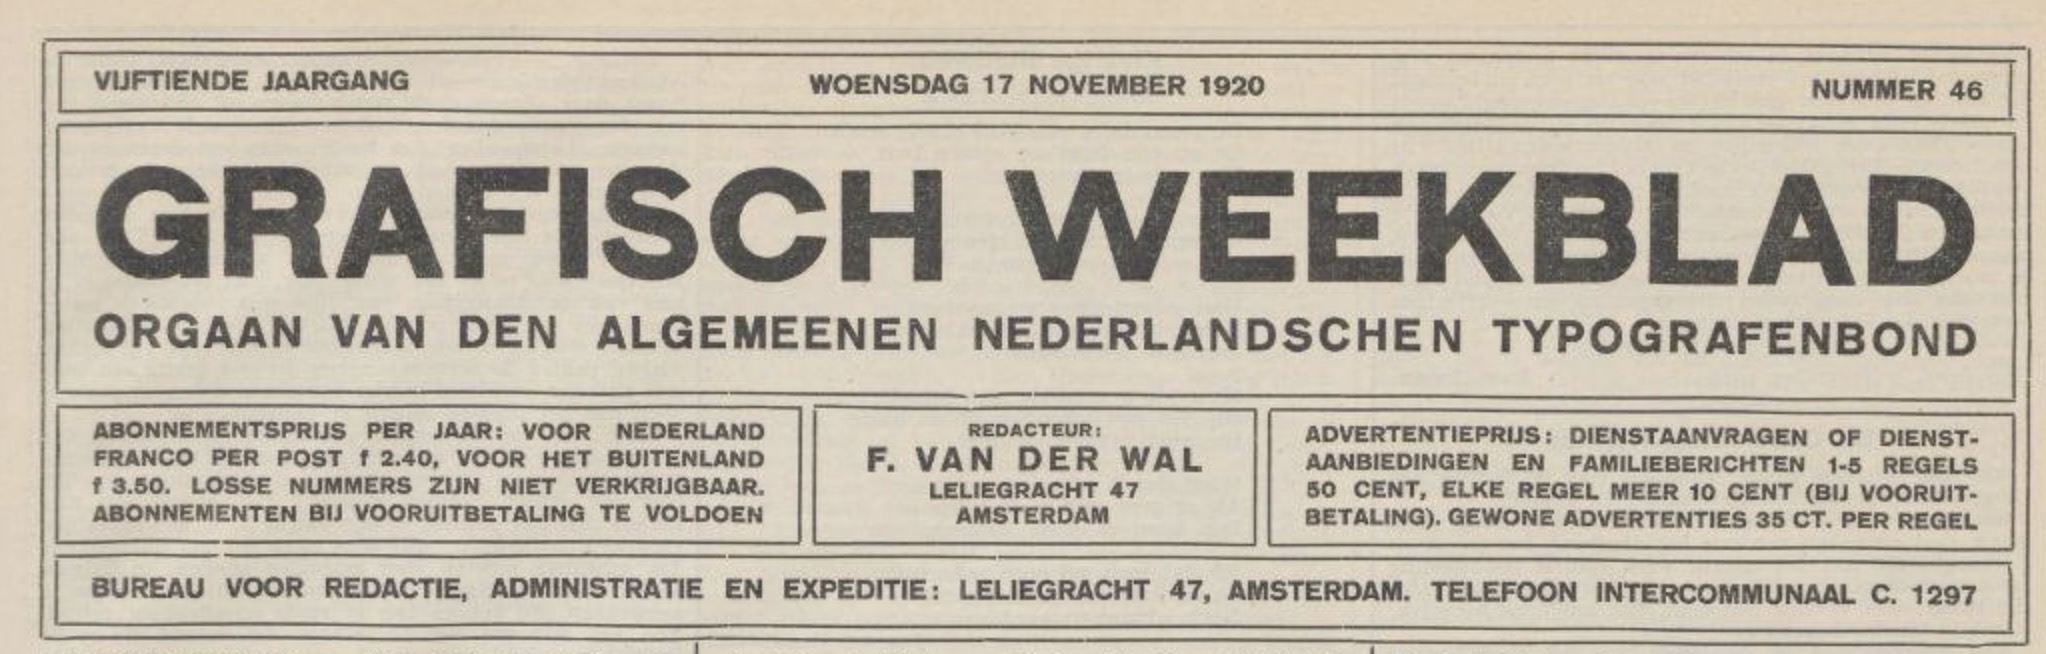 VIJFTIENDE JAARGANG
WOENSDAG 17 NOVEMBER 1920
NUMMER 46
GRAFISCH WEEKBLAD
ORGAAN VAN DEN ALGEMEENEN NEDERLANDSCHEN TYPOGRAFENBOND
ABONNEMENTSPRIJS PER JAAR: VOOR NEDERLAND
FRANCO PER POST f 2.40, VOOR HET BUITENLAND
f 3.50. LOSSE NUMMERS ZIJN NIET VERKRIJGBAAR.
ABONNEMENTEN BIJ VOORUITBETALING TE VOLDOEN
REDACTEUR:
F. VAN DER WAL
LELIEGRACHT 47
AMSTERDAM
ADVERTENTIEPRIJS: DIENSTAANVRAGEN OF DIENST-
AANBIEDINGEN EN FAMILIEBERICHTEN 1-5 REGELS
50 CENT, ELKE REGEL MEER 10 CENT (BIJ VOORUIT-
BETALING). GEWONE ADVERTENTIES 35 CT. PER REGEL
BUREAU VOOR REDACTIE, ADMINISTRATIE EN EXPEDITIE: LELIEGRACHT 47, AMSTERDAM. TELEFOON INTERCOMMUNAAL C. 1297